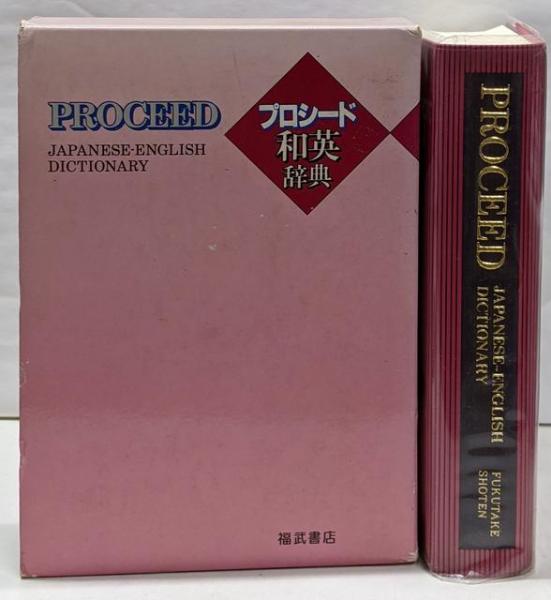 PROCEED
JAPANESE-ENGLISH
DICTIONARY
プロシード
和英
辞典
福武書店
PROCEED
JAPANESE-ENGLISH
DICTIONARY
FUKUTAKE
SHOTEN